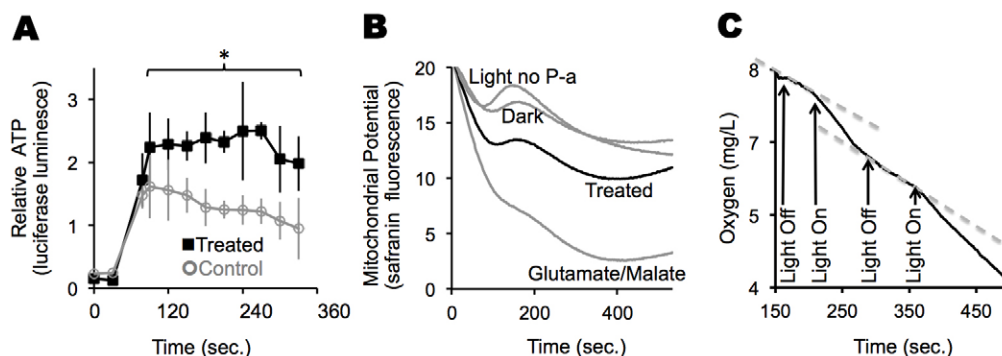 A
*
Relative ATP
(luciferase luminesce)
3
2
1
0
Treated
Control
0
120
240
360
Time (sec.)
B
Mitochondrial Potential
(safranin fluorescence)
20
15
10
5
0
Light no P-a
Dark
Treated
Glutamate/Malate
0
200
400
Time (sec.)
C
Oxygen (mg/L)
8
7
5
4
Light Off
Light On
Light Off
Light On
150
250
350
450
Time (sec.)